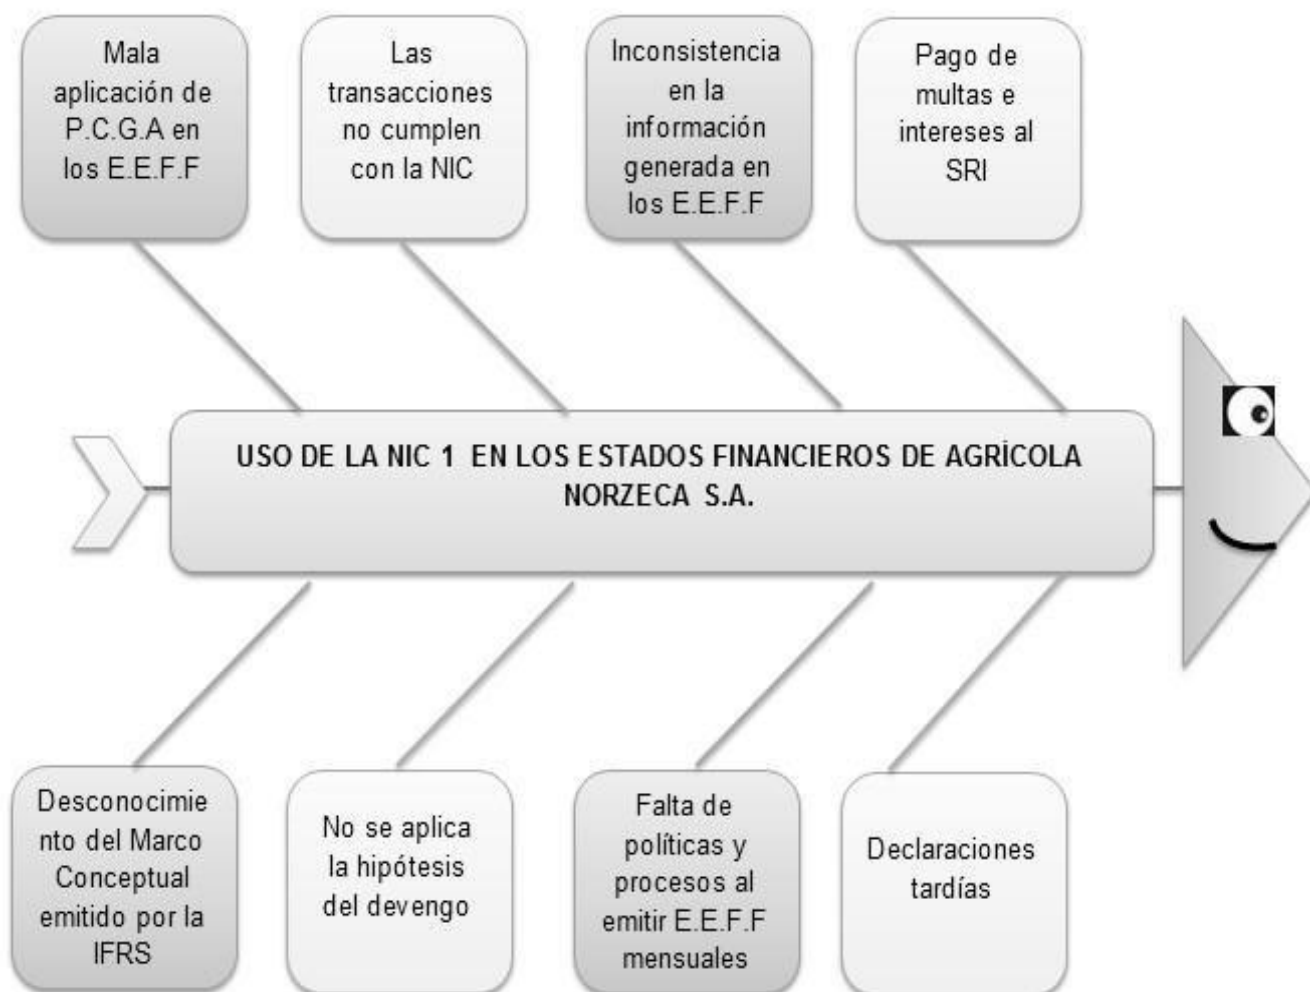 Mala
aplicación de
P.C.G.A en
los E.E.F.F
Las
transacciones
no cumplen
con la NIC
Inconsistencia
en la
información
generada en
los E.E.F.F
Pago de
multas e
intereses al
SRI
USO DE LA NIC 1 EN LOS ESTADOS FINANCIEROS DE AGRÍCOLA
NORZECA S.A.
Desconocimie
nto del Marco
Conceptual
emitido por la
IFRS
No se aplica
la hipótesis
del devengo
Falta de
políticas y
procesos al
emitir E.E.F.F
mensuales
Declaraciones
tardías